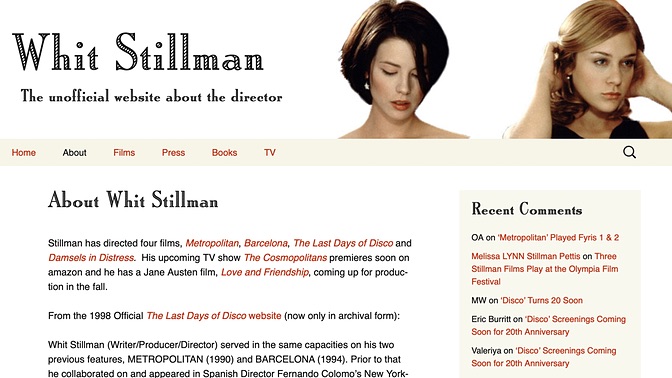 Whit Stillman
The unofficial website about the director
Home About Films Press Books TV
About Whit Stillman
Stillman has directed four films, Metropolitan, Barcelona, The Last Days of Disco and
Damsels in Distress.  His upcoming TV show The Cosmopolitans premieres soon on
amazon and he has a Jane Austen film, Love and Friendship, coming up for produc-
tion in the fall.
From the 1998 Official The Last Days of Disco website (now only in archival form):
Whit Stillman (Writer/Producer/Director) served in the same capacities on his two
previous features, METROPOLITAN (1990) and BARCELONA (1994). Prior to that
he collaborated on and appeared in Spanish Director Fernando Colomo's New York-
Recent Comments
OA on 'Metropolitan' Played Fyris 1 & 2
Melissa LYNN Stillman Pettis on Three
Stillman Films Play at the Olympia Film
Festival
MW on 'Disco' Turns 20 Soon
Eric Burritt on 'Disco' Screenings Coming
Soon for 20th Anniversary
Valeriya on 'Disco' Screenings Coming
Soon for 20th Anniversary